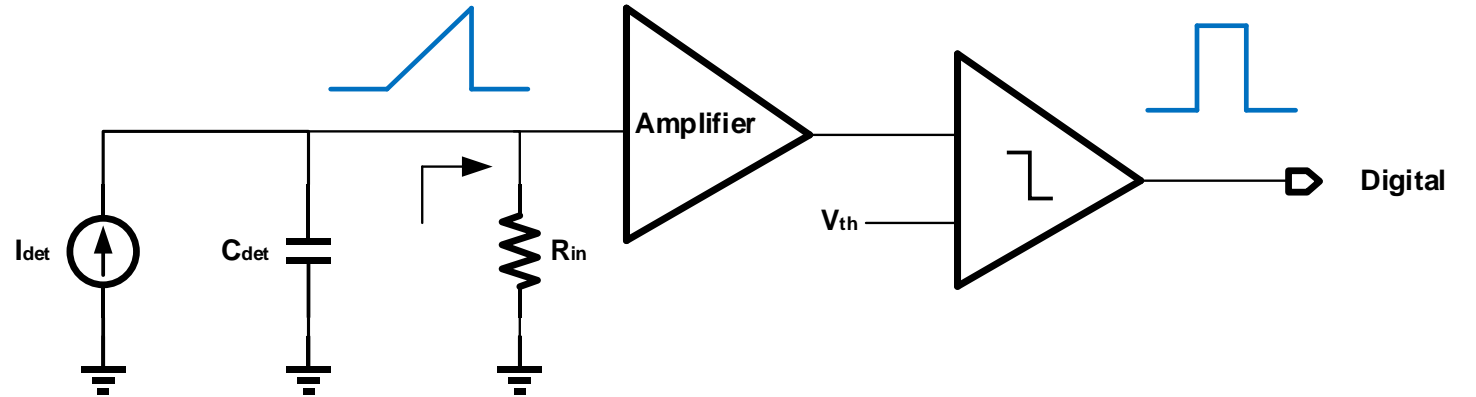 Amplifier
Vth
Digital
Idet
Cdet
Rin